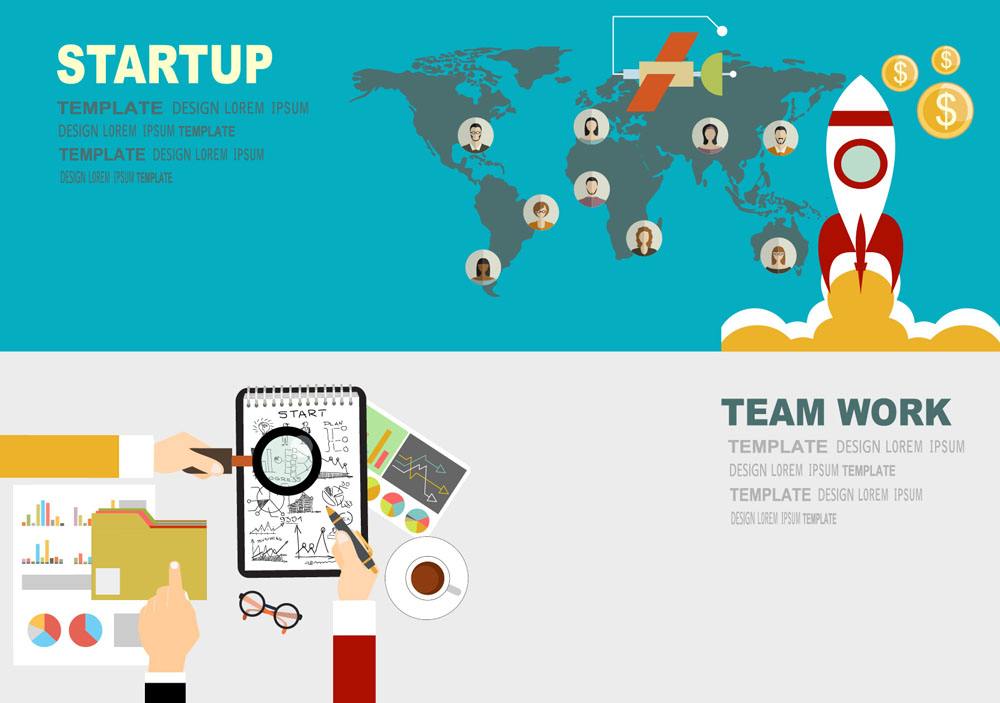 STARTUP
TEMPLATE DESIGN LOREM IPSUM
DESIGN LOREM IPSUM TEMPLATE
TEMPLATE DESIGN LOREM IPSUM
DESIGN LOREM IPSUM TEMPLATE
$ $
$
START
PLAN
TEAM WORK
TEMPLATE DESIGN LOREM IPSUM
DESIGN LOREM IPSUM TEMPLATE
TEMPLATE DESIGN LOREM IPSUM
DESIGN LOREM IPSUM TEMPLATE